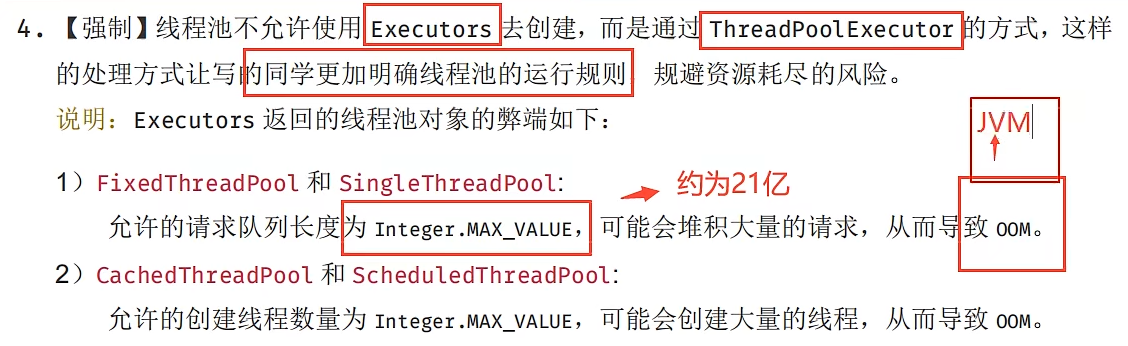 4. 【强制】线程池不允许使用 Executors 去创建，而是通过 ThreadPoolExecutor 的方式，这样
的处理方式让写的同学更加明确线程池的运行规则，规避资源耗尽的风险。
说明：Executors 返回的线程池对象的弊端如下：
JVM
1）FixedThreadPool 和 SingleThreadPool:
约为21亿
允许的请求队列长度为 Integer.MAX_VALUE，可能会堆积大量的请求，从而导致 OOM。
2）CachedThreadPool 和 ScheduledThreadPool:
允许的创建线程数量为 Integer.MAX_VALUE，可能会创建大量的线程，从而导致 OOM。